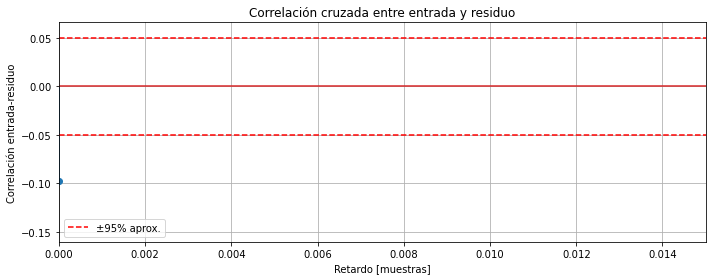 Correlación cruzada entre entrada y residuo
Correlación entrada-residuo
0.05
0.00
−0.05
−0.10
−0.15
±95% aprox.
0.000 0.002 0.004 0.006 0.008 0.010 0.012 0.014
Retardo [muestras]